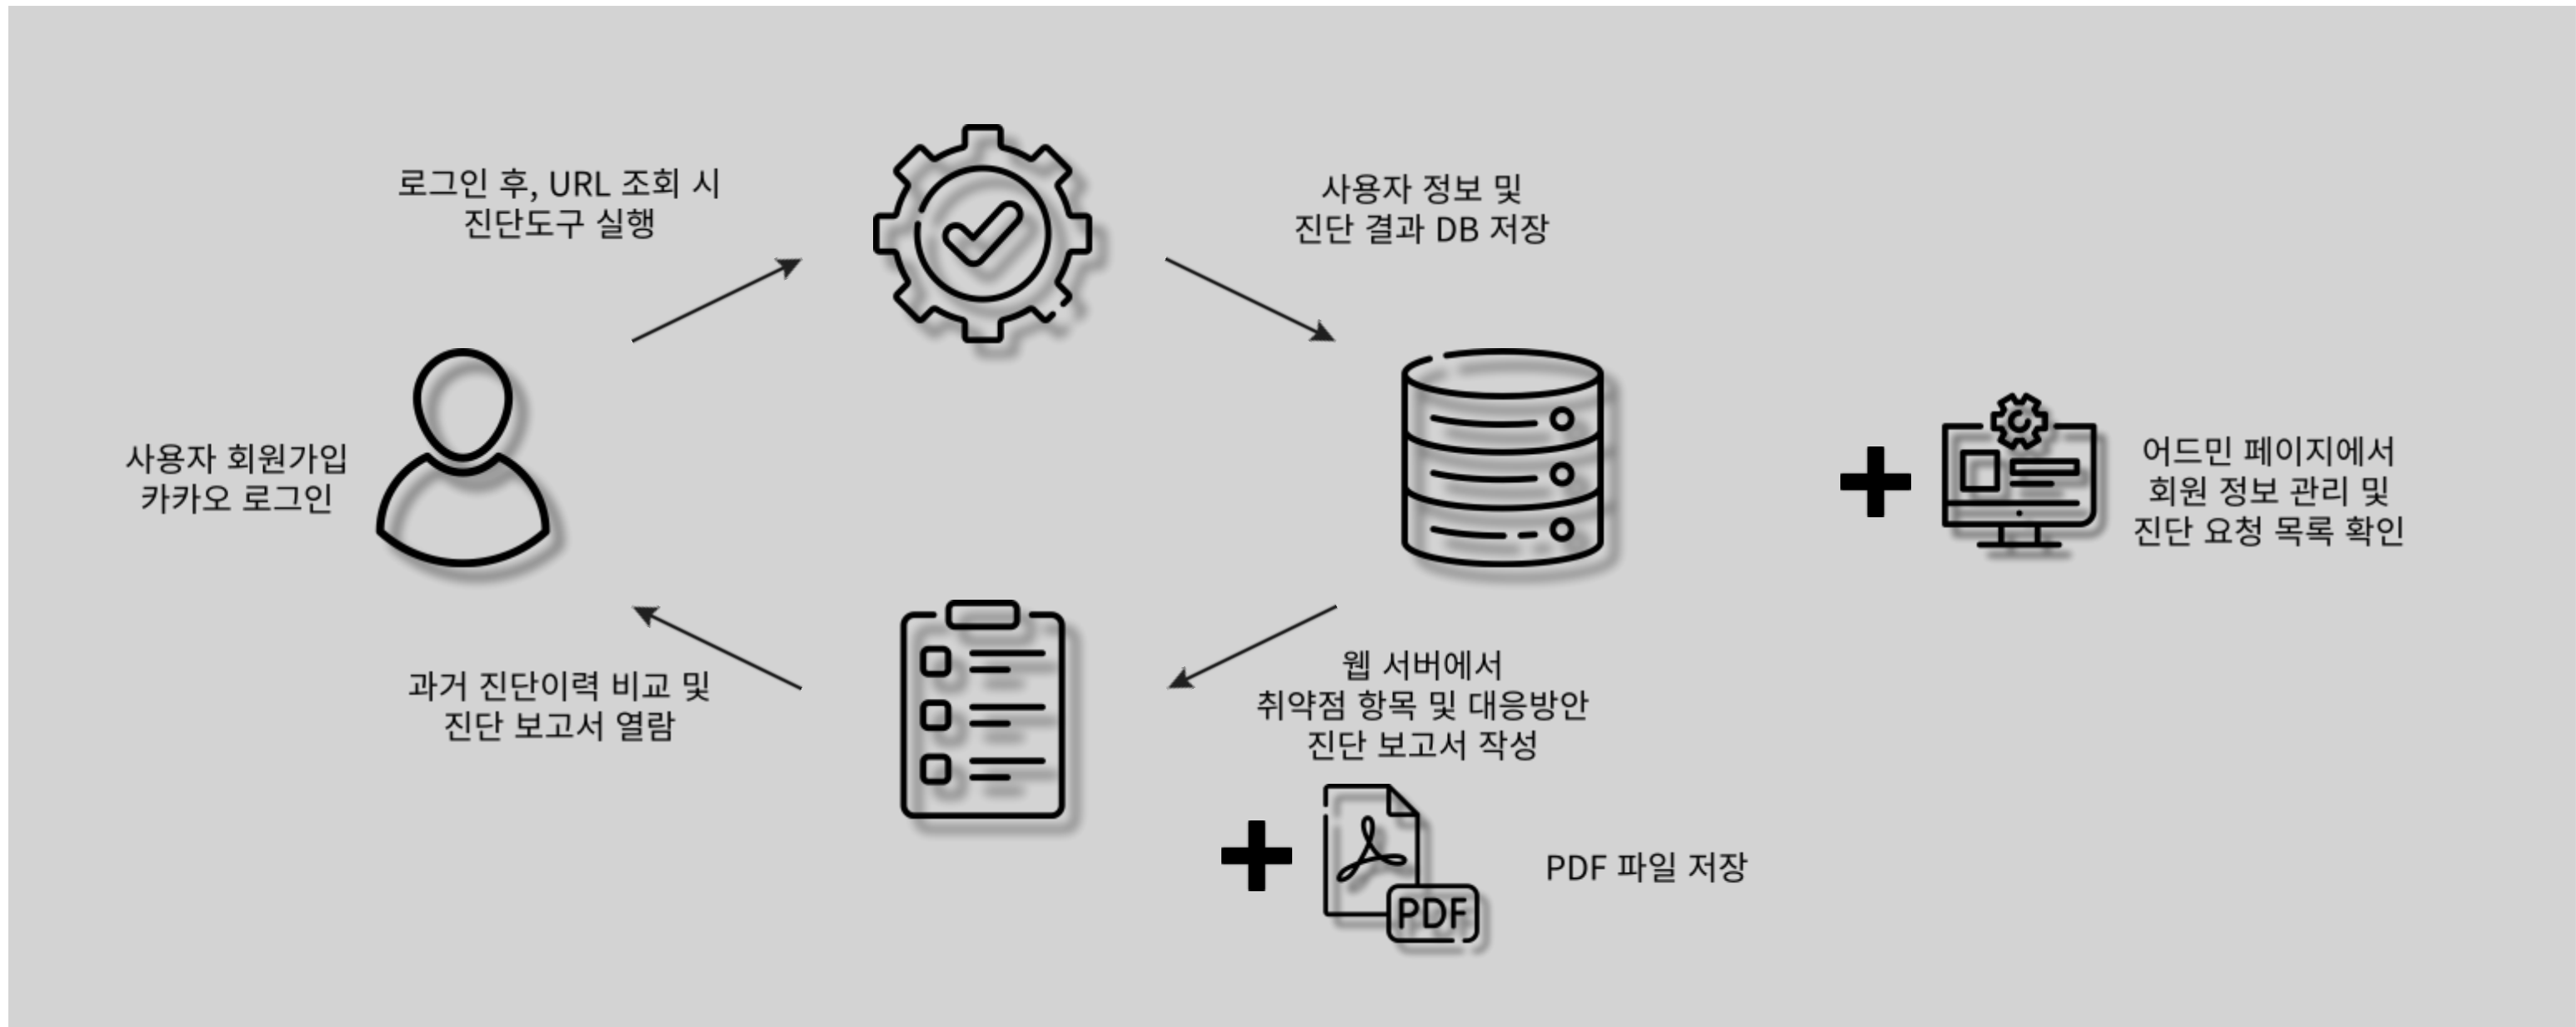 로그인 후, URL 조회 시
진단도구 실행
사용자 정보 및
진단 결과 DB 저장
사용자 회원가입
카카오 로그인
어드민 페이지에서
회원 정보 관리 및
진단 요청 목록 확인
과거 진단이력 비교 및
진단 보고서 열람
웹 서버에서
취약점 항목 및 대응방안
진단 보고서 작성
PDF
PDF 파일 저장